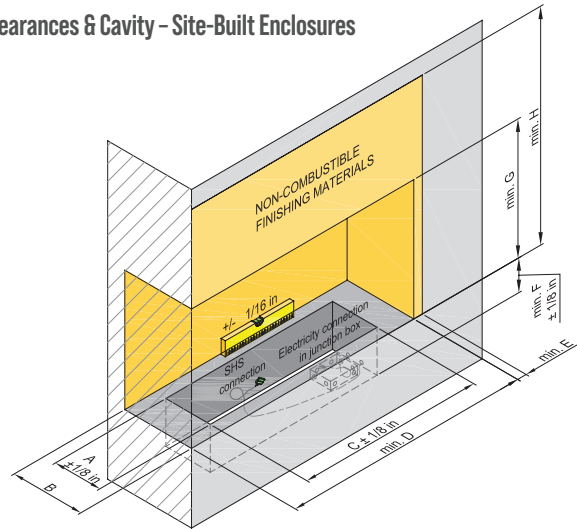 earances & Cavity – Site-Built Enclosures
NON-COMBUSTIBLE
FINISHING MATERIALS
min. H
min. G
min. F
± 1/8 in
min. E
+/- 1/16 in
Electricity connection
in junction box
SHS
connection
C ± 1/8 in
min. D
A
±1/8 in
B